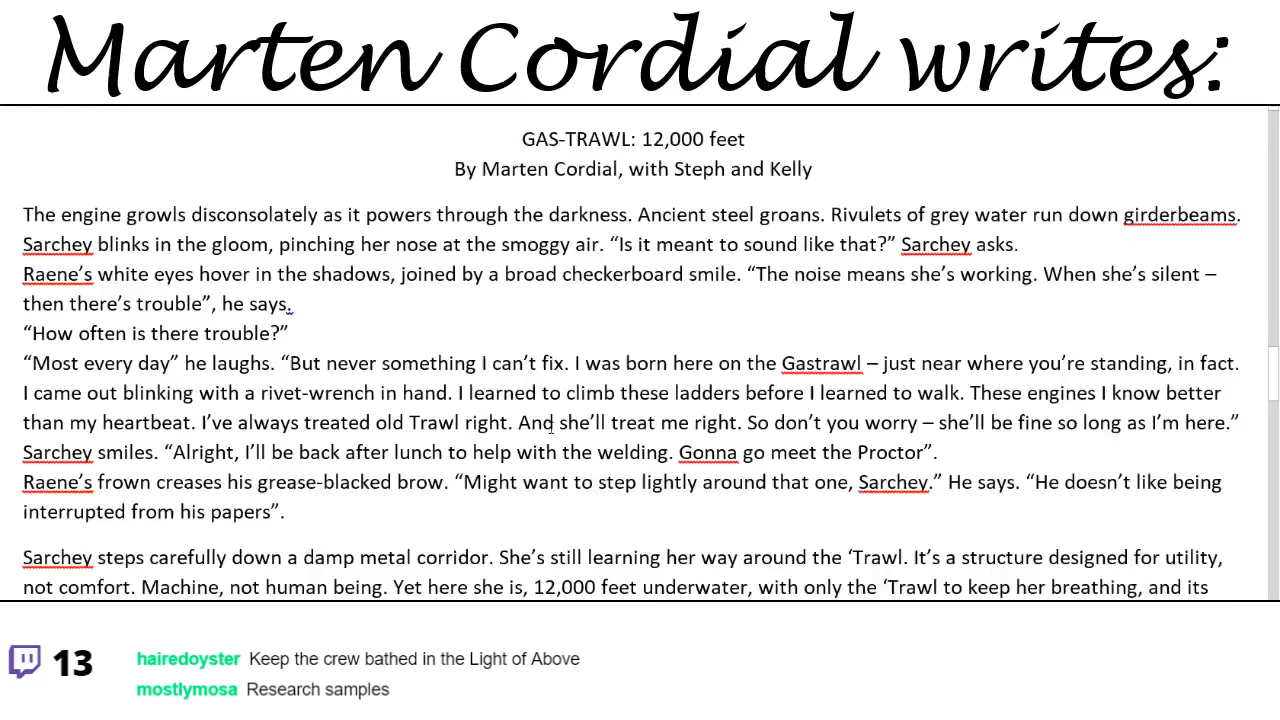 Marten Cordial writes:
GAS-TRAWL: 12,000 feet
By Marten Cordial, with Steph and Kelly
The engine growls disconsolately as it powers through the darkness. Ancient steel groans. Rivulets of grey water run down girderbeams.
Sarchey blinks in the gloom, pinching her nose at the smoggy air. “Is it meant to sound like that?” Sarchey asks.
Raene’s white eyes hover in the shadows, joined by a broad checkerboard smile. “The noise means she’s working. When she’s silent –
then there’s trouble”, he says.
“How often is there trouble?”
“Most every day” he laughs. “But never something I can’t fix. I was born here on the Gastrawl – just near where you’re standing, in fact.
I came out blinking with a rivet-wrench in hand. I learned to climb these ladders before I learned to walk. These engines I know better
than my heartbeat. I’ve always treated old Trawl right. And she’ll treat me right. So don’t you worry – she’ll be fine so long as I’m here.”
Sarchey smiles. “Alright, I’ll be back after lunch to help with the welding. Gonna go meet the Proctor”.
Raene’s frown creases his grease-blacked brow. “Might want to step lightly around that one, Sarchey.” He says. “He doesn’t like being
interrupted from his papers”.
Sarchey steps carefully down a damp metal corridor. She’s still learning her way around the ‘Trawl. It’s a structure designed for utility,
not comfort. Machine, not human being. Yet here she is, 12,000 feet underwater, with only the ‘Trawl to keep her breathing, and its
13
hairedoyster Keep the crew bathed in the Light of Above
mostlymosa Research samples